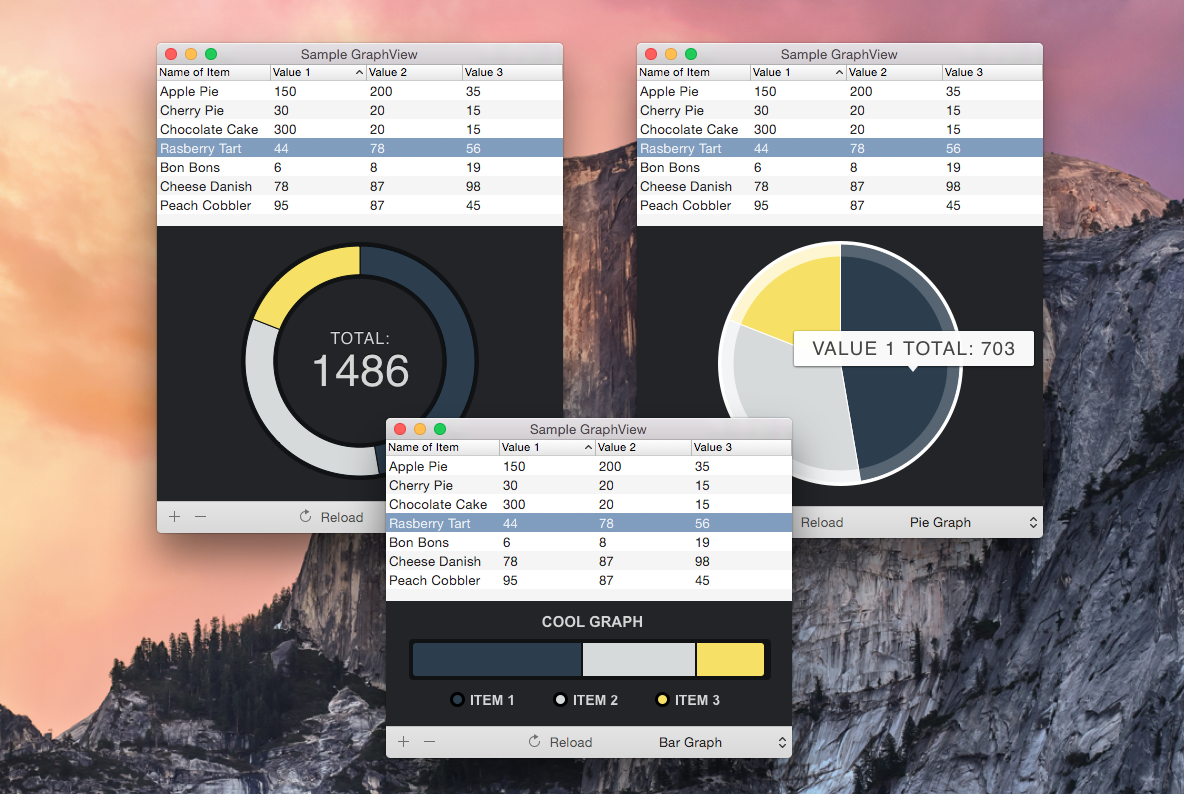 Sample GraphView
Name of Item Value 1 Value 2 Value 3
Apple Pie 150 200 35
Cherry Pie 30 20 15
Chocolate Cake 300 20 15
Rasberry Tart 44 78 56
Bon Bons 6 8 19
Cheese Danish 78 87 98
Peach Cobbler 95 87 45
TOTAL:
1486
Reload
Sample GraphView
Name of Item Value 1 Value 2 Value 3
Apple Pie 150 200 35
Cherry Pie 30 20 15
Chocolate Cake 300 20 15
Rasberry Tart 44 78 56
Bon Bons 6 8 19
Cheese Danish 78 87 98
Peach Cobbler 95 87 45
VALUE 1 TOTAL: 703
Reload Pie Graph
Sample GraphView
Name of Item Value 1 Value 2 Value 3
Apple Pie 150 200 35
Cherry Pie 30 20 15
Chocolate Cake 300 20 15
Rasberry Tart 44 78 56
Bon Bons 6 8 19
Cheese Danish 78 87 98
Peach Cobbler 95 87 45
COOL GRAPH
ITEM 1 ITEM 2 ITEM 3
Reload Bar Graph